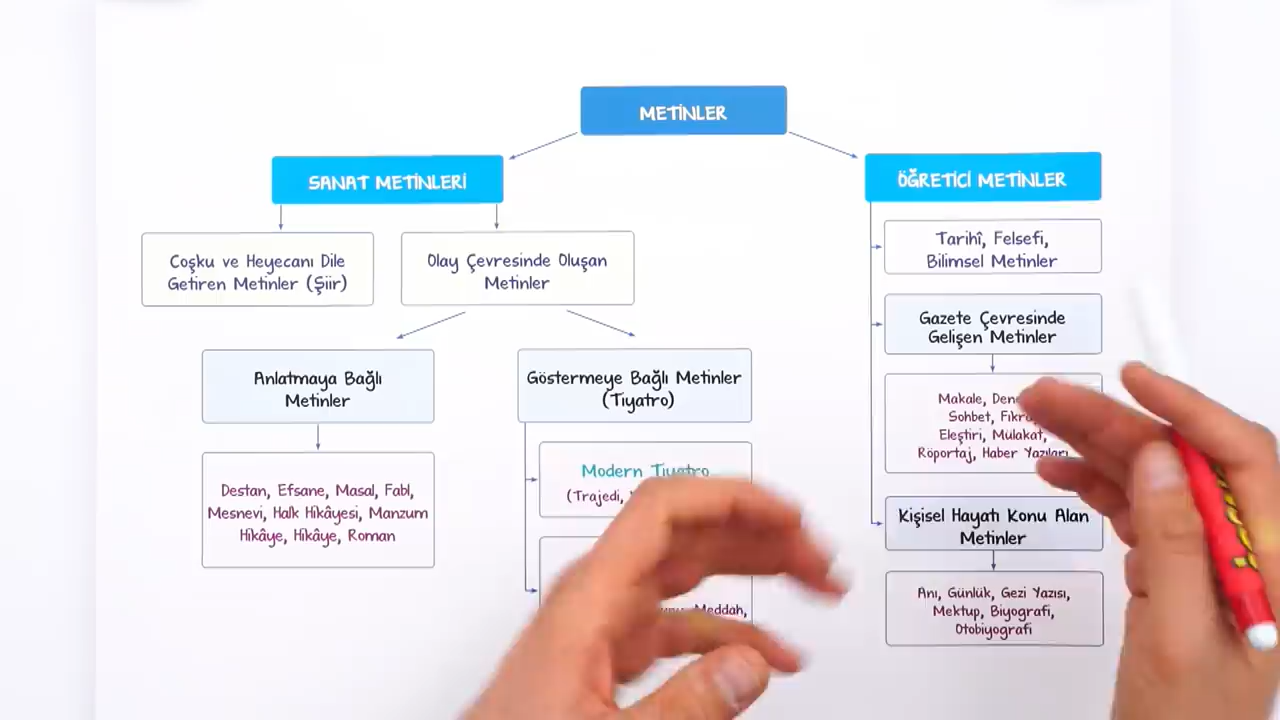 METİNLER
SANAT METİNLERİ
Coşku ve Heyecanı Dile
Getiren Metinler (Şiir)
Olay Çevresinde Oluşan
Metinler
Anlatmaya Bağlı
Metinler
Destan, Efsane, Masal, Fabl,
Mesnevi, Halk Hikâyesi, Manzum
Hikâye, Hikâye, Roman
Göstermeye Bağlı Metinler
(Tiyatro)
Modern Tiyatro
(Trajedi,
Meddah,
ÖĞRETİCİ METİNLER
Tarihî, Felsefi,
Bilimsel Metinler
Gazete Çevresinde
Gelişen Metinler
Makale,
Sohbet, Fıkra,
Eleştiri, Mülakat,
Röportaj, Haber Yazıları
Kişisel Hayatı Konu Alan
Metinler
Anı, Günlük, Gezi Yazısı,
Mektup, Biyografi,
Otobiyografi